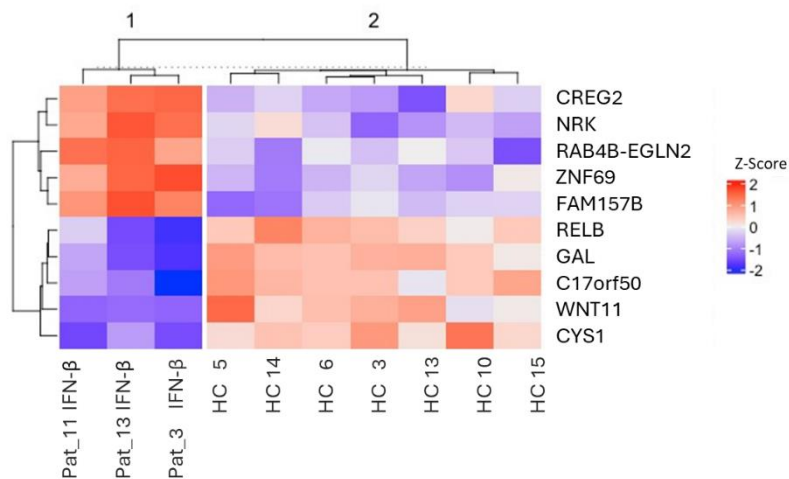 1 2
CREG2
NRK
RAB4B-EGLN2
ZNF69
FAM157B
RELB
GAL
C17orf50
WNT11
CYS1
Z-Score
2
1
0
-1
-2
Pat_11 IFN-β
Pat_13 IFN-β
Pat_3 IFN-β
HC 5
HC 14
HC 6
HC 3
HC 13
HC 10
HC 15